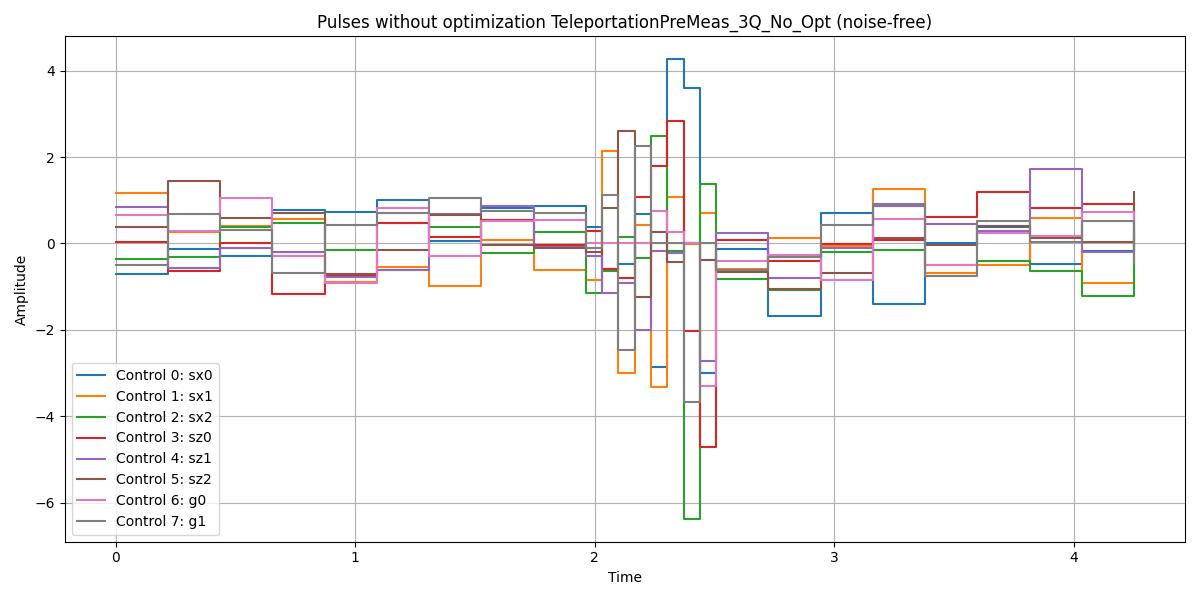 Pulses without optimization TeleportationPreMeas_3Q_No_Opt (noise-free)
Amplitude
4
2
0
−2
−4
−6
Control 0: sx0
Control 1: sx1
Control 2: sx2
Control 3: sz0
Control 4: sz1
Control 5: sz2
Control 6: g0
Control 7: g1
0 1 2 3 4
Time